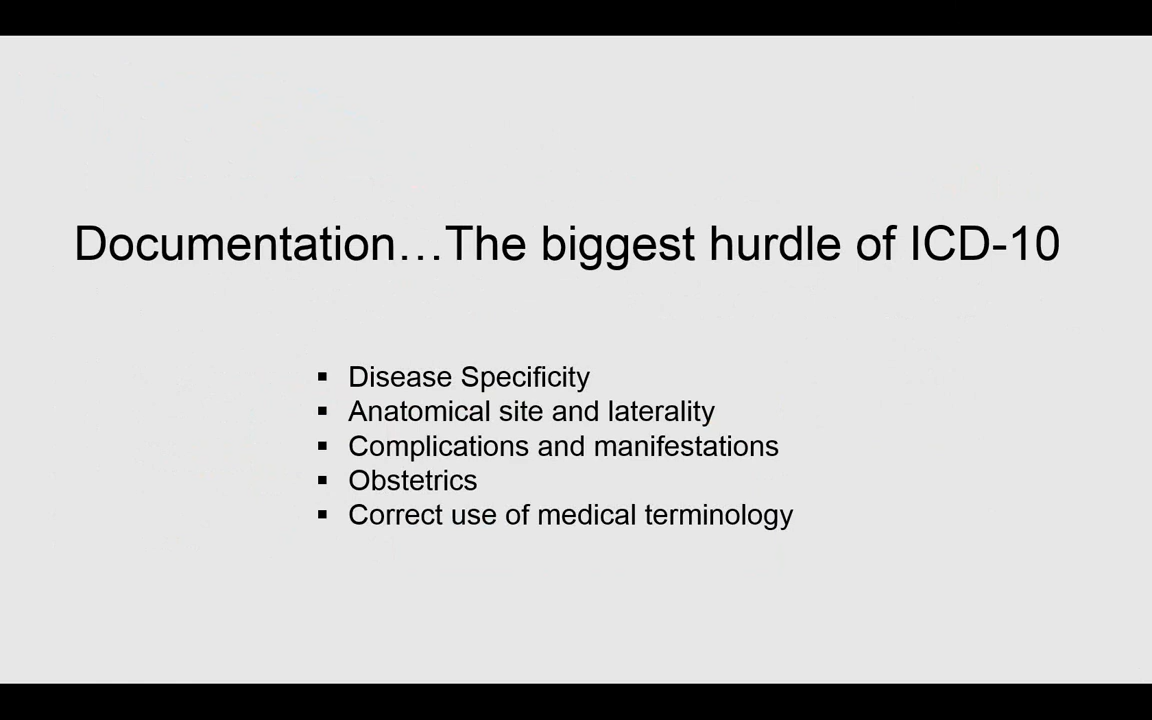 Documentation…The biggest hurdle of ICD-10
▪ Disease Specificity
▪ Anatomical site and laterality
▪ Complications and manifestations
▪ Obstetrics
▪ Correct use of medical terminology